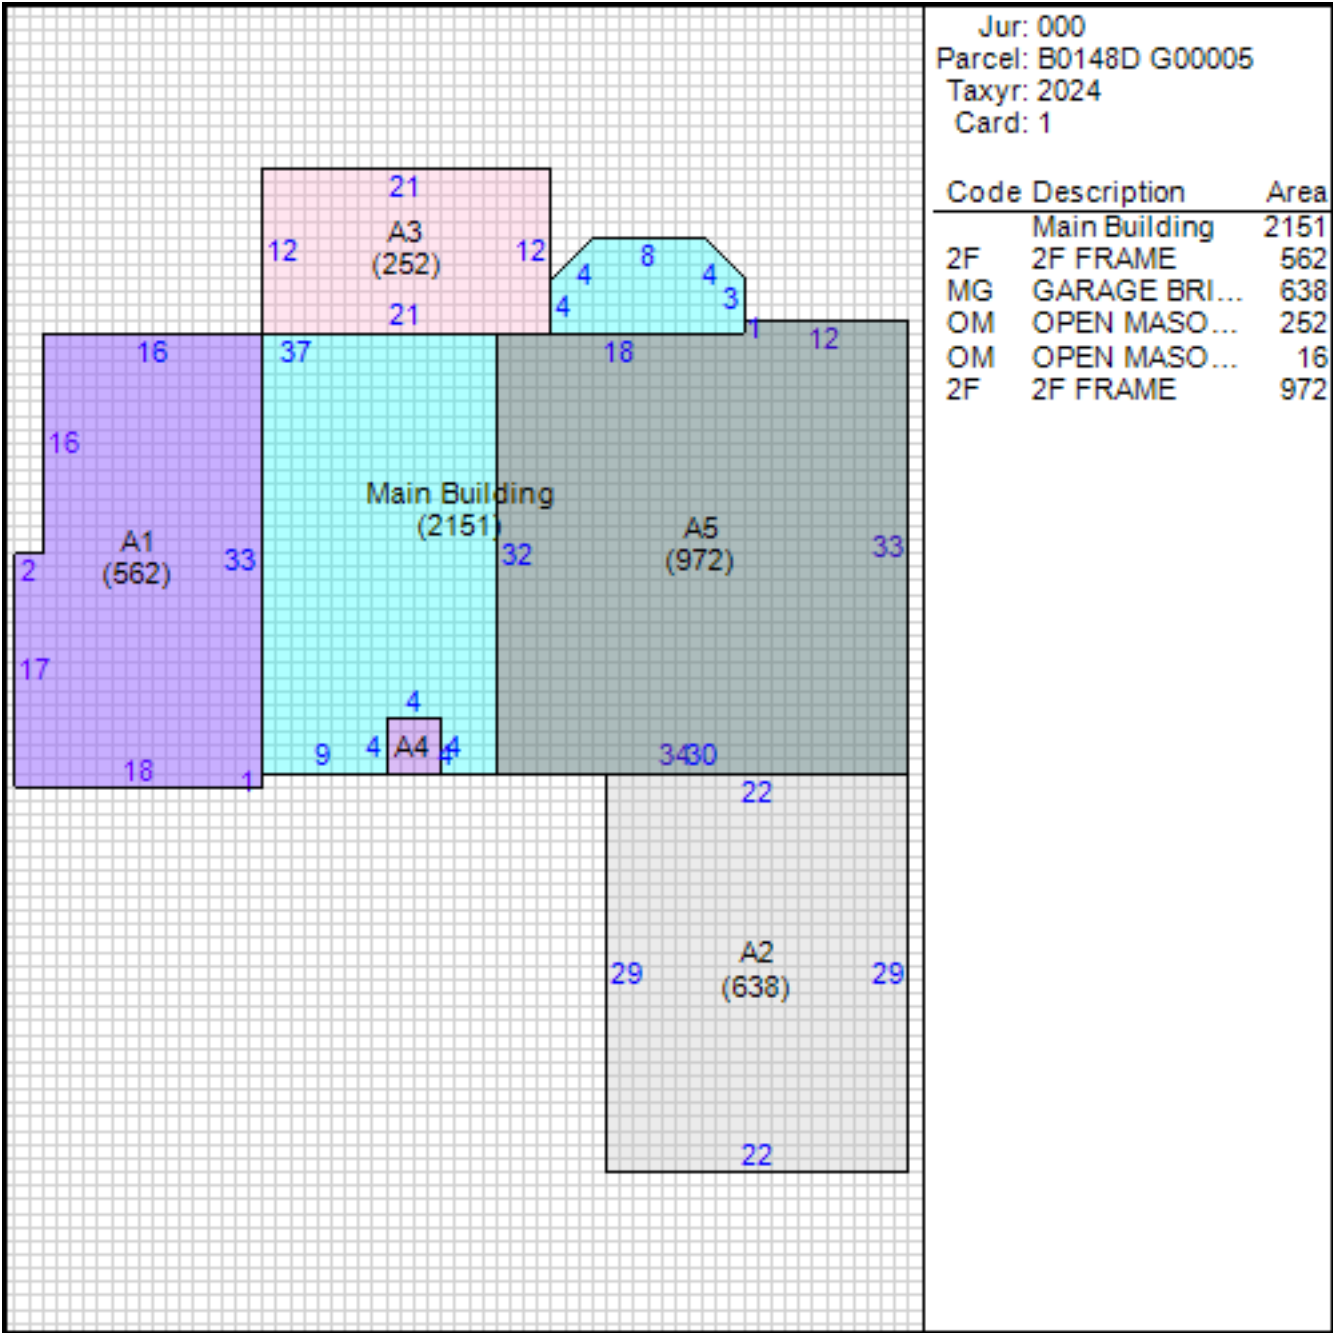 Jur: 000
Parcel: B0148D G00005
Taxyr: 2024
Card: 1
Code Description Area
Main Building 2151
2F 2F FRAME 562
MG GARAGE BRI... 638
OM OPEN MASO... 252
OM OPEN MASO... 16
2F 2F FRAME 972
21
A3
(252)
12
12
21
8
4
4
4
3
1
12
16
37
18
16
Main Building
(2151)
A1
(562)
33
32
A5
(972)
33
2
17
18
1
4
9
4
A4
4
4
34
30
22
A2
(638)
29
29
22